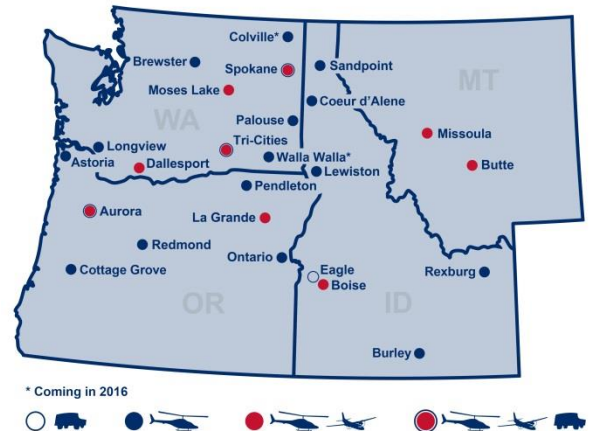 Colville*
Brewster
Spokane
Sandpoint
MT
Moses Lake
Coeur d'Alene
WA
Palouse
Missoula
Tri-Cities
Longview
Astoria
Dallesport
Walla Walla*
Lewiston
Butte
Pendleton
Aurora
La Grande
Redmond
Ontario
Cottage Grove
Eagle
Boise
Rexburg
OR
ID
Burley
* Coming in 2016